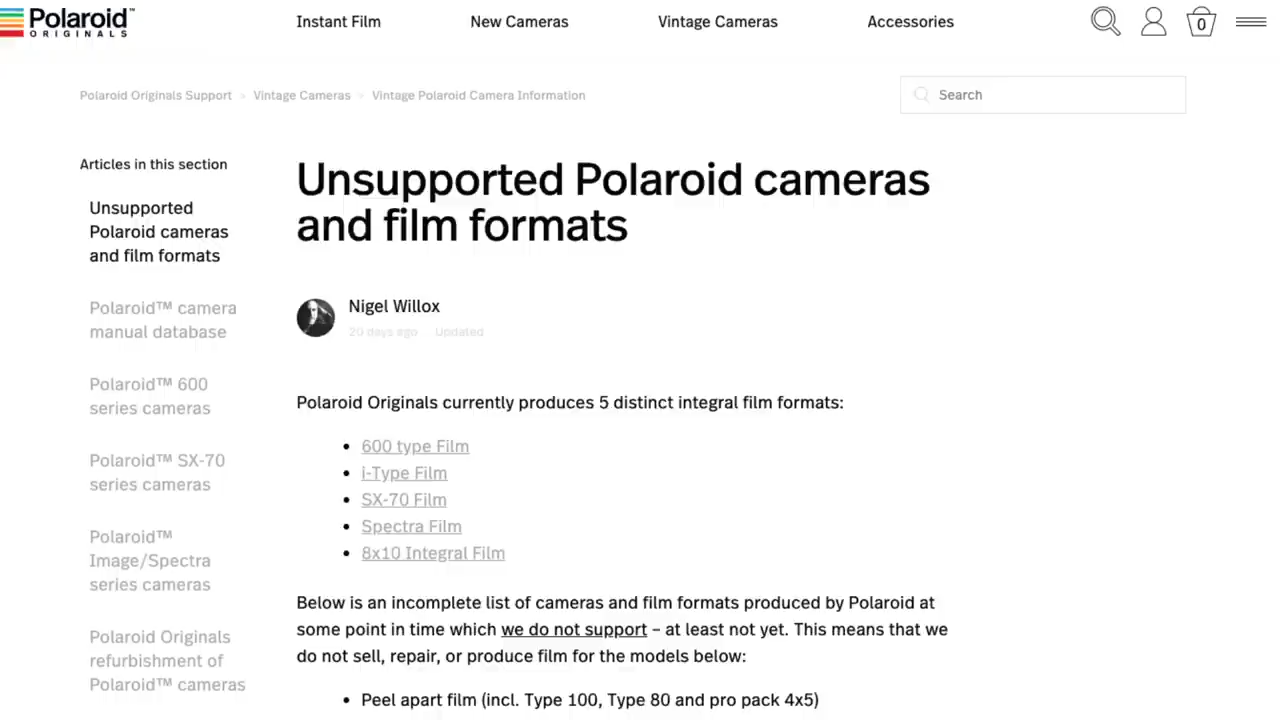 Polaroid™
ORIGINALS
Instant Film
New Cameras
Vintage Cameras
Accessories
0
Polaroid Originals Support
Vintage Cameras
Vintage Polaroid Camera Information
Search
Articles in this section
Unsupported
Polaroid cameras
and film formats
Polaroid™ camera
manual database
Polaroid™ 600
series cameras
Polaroid™ SX-70
series cameras
Polaroid™
Image/Spectra
series cameras
Polaroid Originals
refurbishment of
Polaroid™ cameras
Unsupported Polaroid cameras
and film formats
Nigel Willox
20 days ago Updated
Polaroid Originals currently produces 5 distinct integral film formats:
• 600 type Film
• i-Type Film
• SX-70 Film
• Spectra Film
• 8x10 Integral Film
Below is an incomplete list of cameras and film formats produced by Polaroid at
some point in time which we do not support – at least not yet. This means that we
do not sell, repair, or produce film for the models below:
• Peel apart film (incl. Type 100, Type 80 and pro pack 4x5)